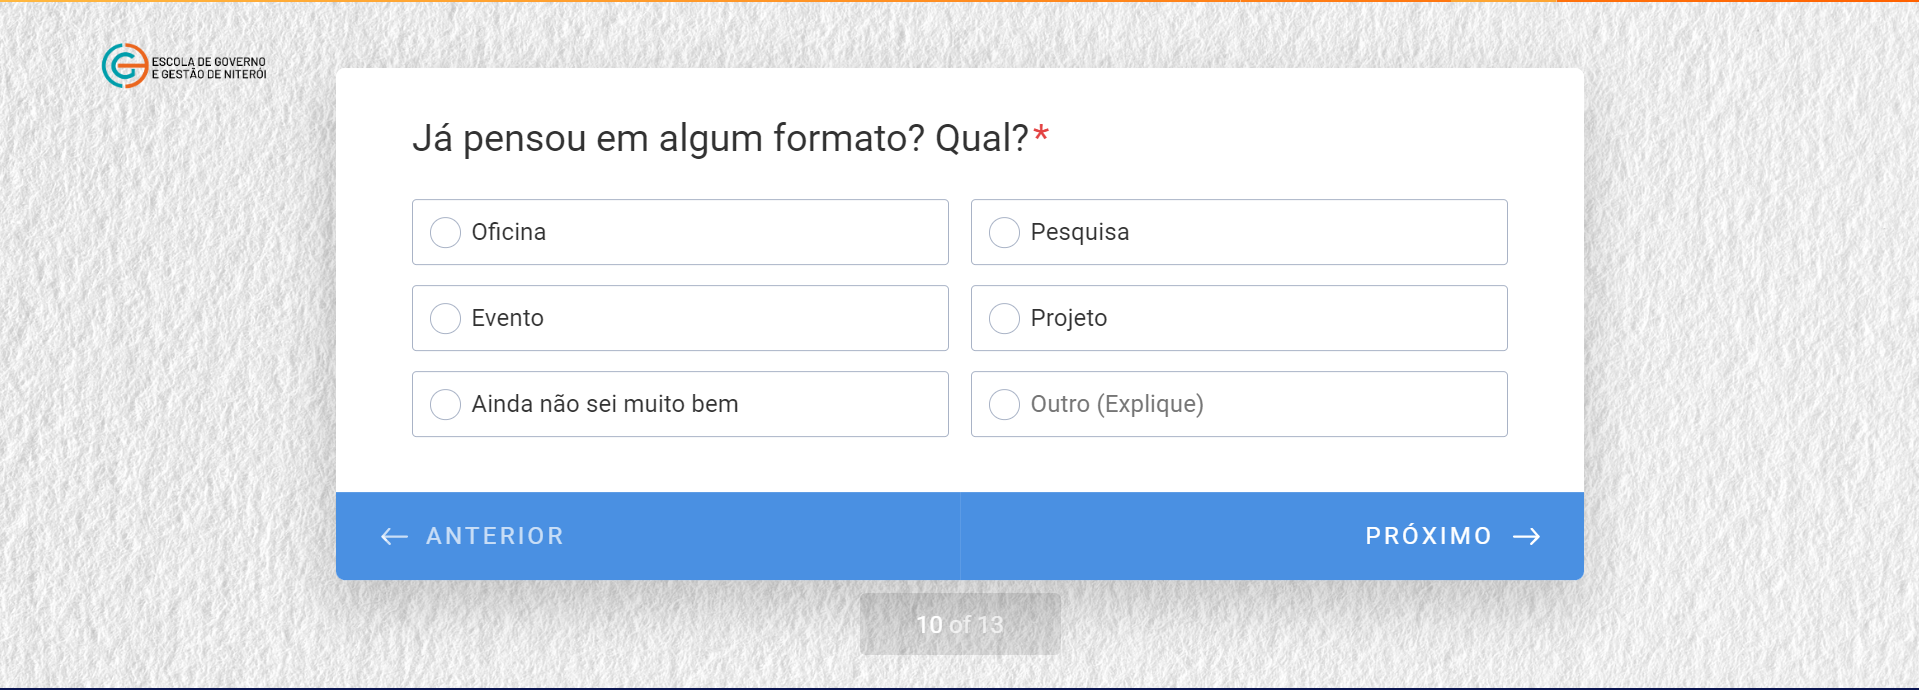 ESCOLA DE GOVERNO
E GESTÃO DE NITERÓI
Já pensou em algum formato? Qual?*
Oficina
Pesquisa
Evento
Projeto
Ainda não sei muito bem
Outro (Explique)
ANTERIOR
PRÓXIMO
10 of 13